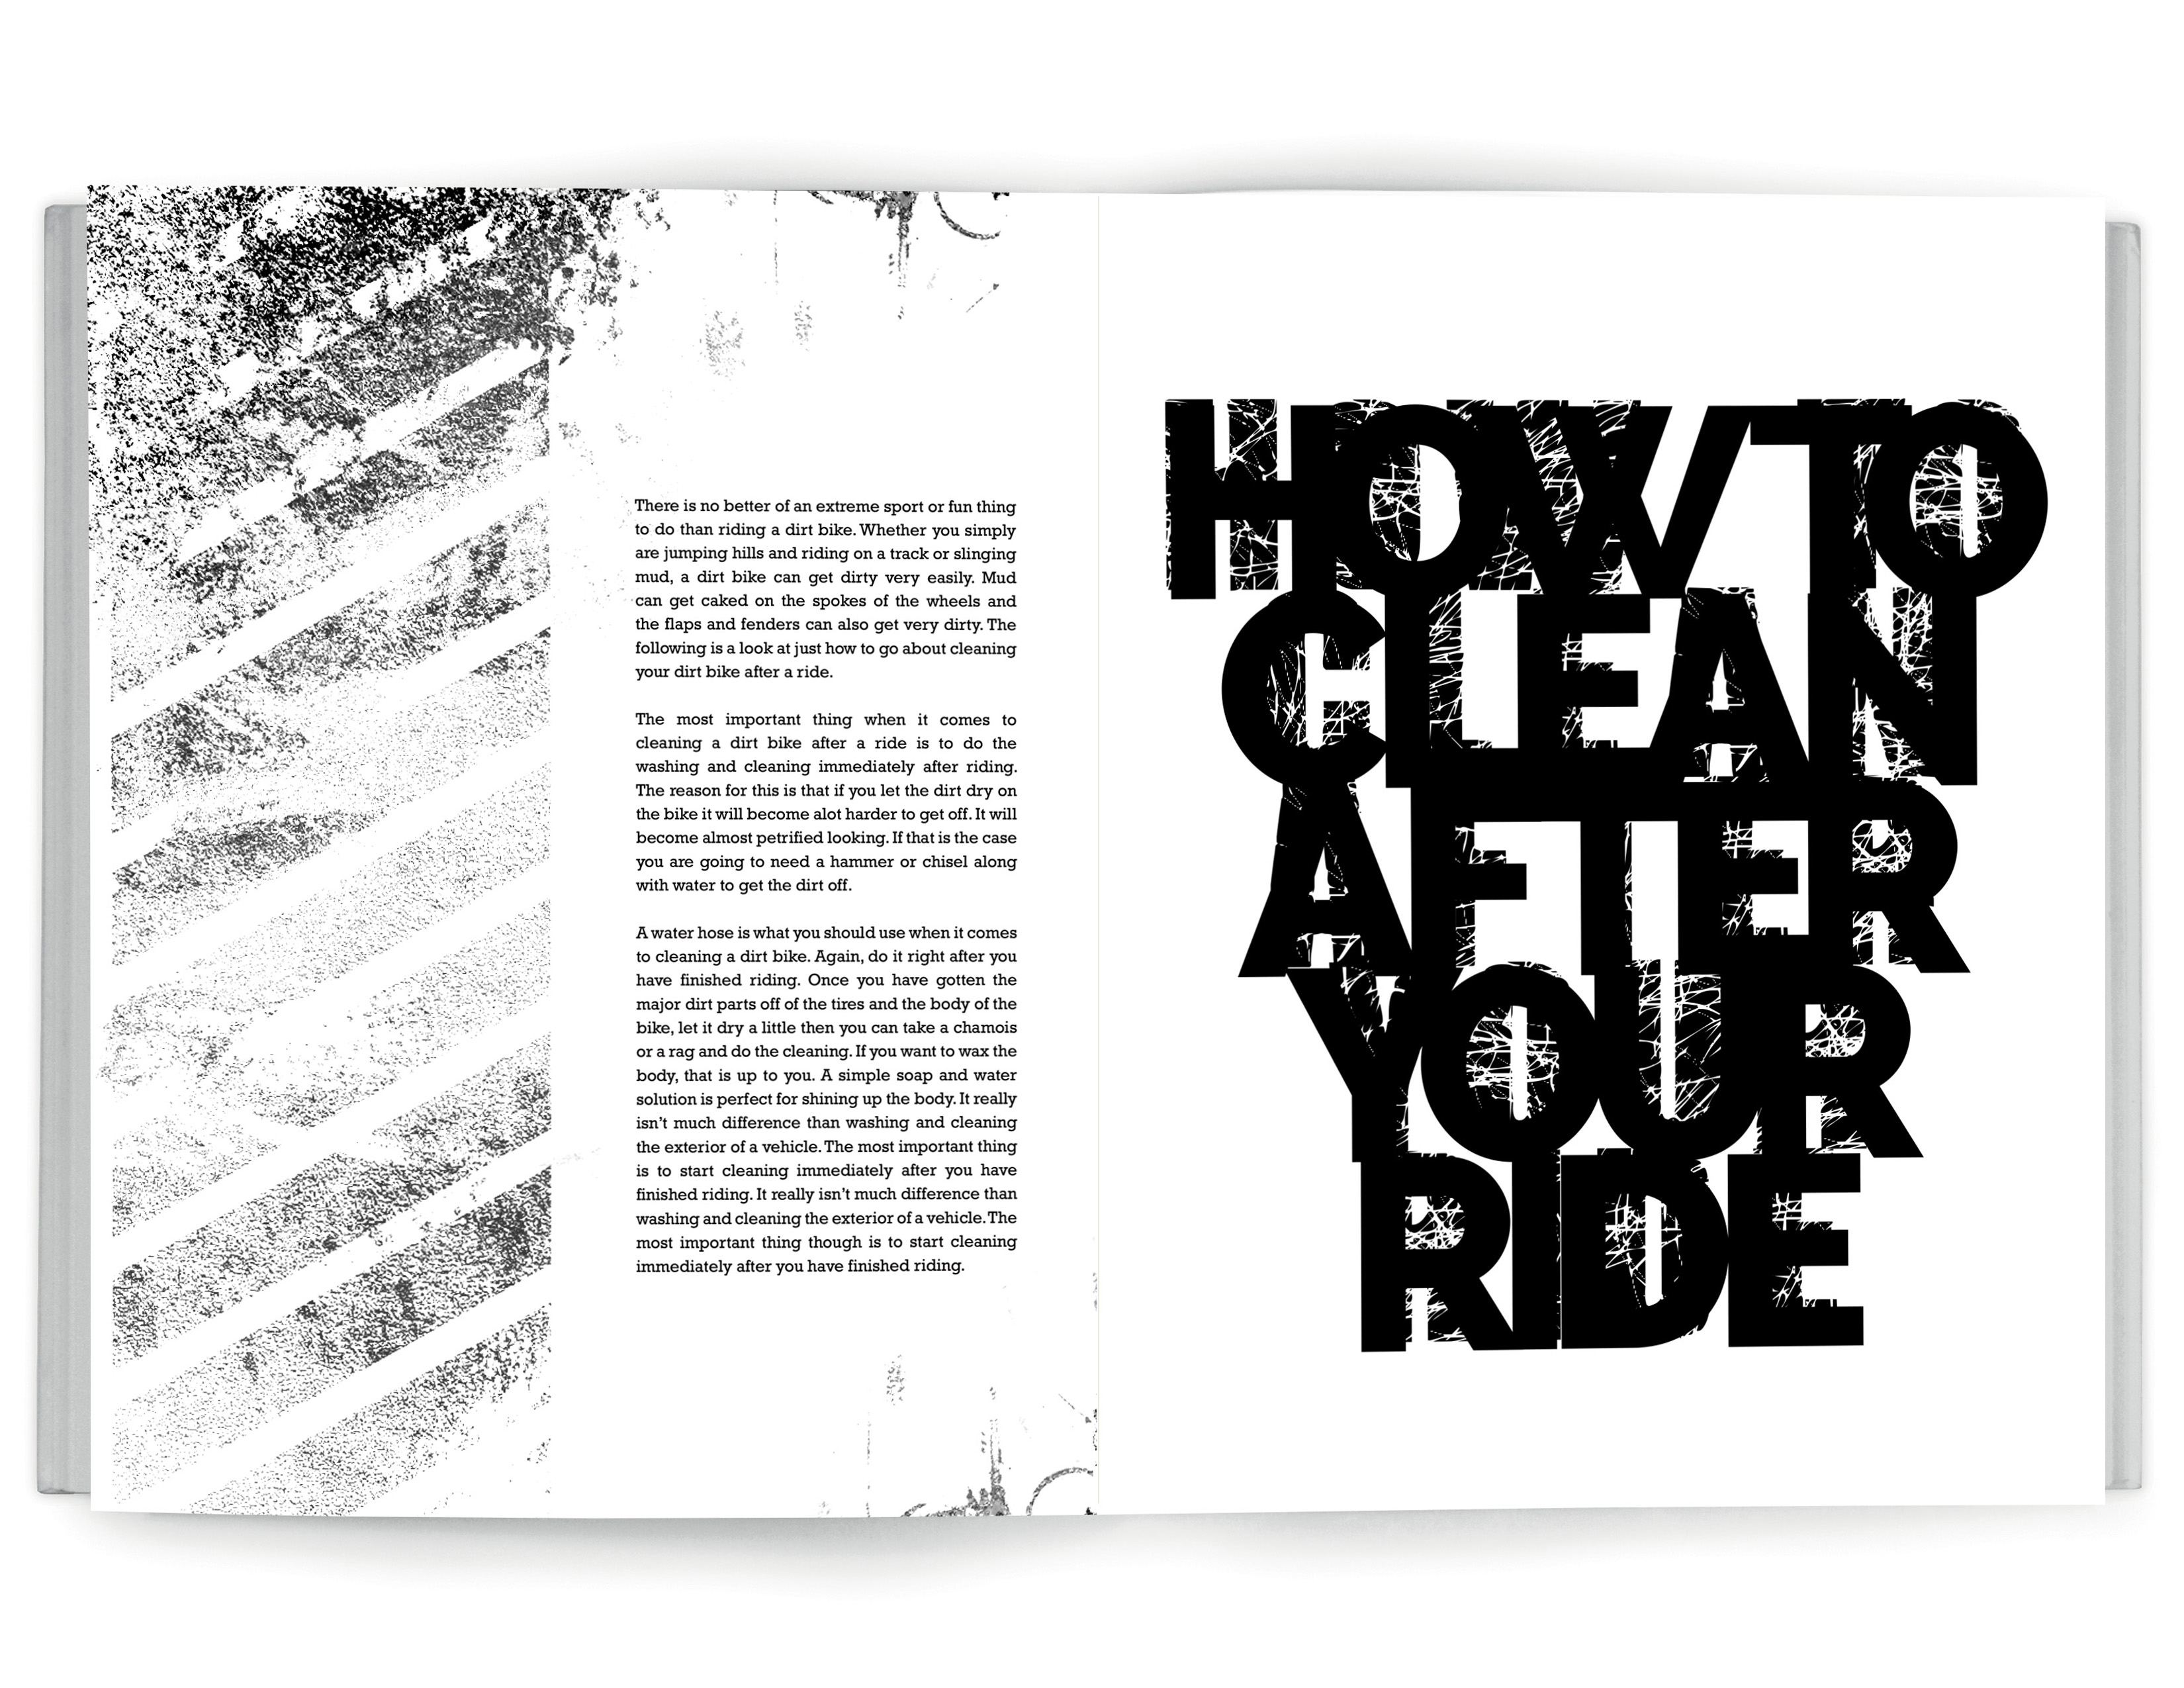 There is no better of an extreme sport or fun thing
to do than riding a dirt bike. Whether you simply
are jumping hills and riding on a track or slinging
mud, a dirt bike can get dirty very easily. Mud
can get caked on the spokes of the wheels and
the flaps and fenders can also get very dirty. The
following is a look at just how to go about cleaning
your dirt bike after a ride.
The most important thing when it comes to
cleaning a dirt bike after a ride is to do the
washing and cleaning immediately after riding.
The reason for this is that if you let the dirt dry on
the bike it will become alot harder to get off. It will
become almost petrified looking. If that is the case
you are going to need a hammer or chisel along
with water to get the dirt off.
A water hose is what you should use when it comes
to cleaning a dirt bike. Again, do it right after you
have finished riding. Once you have gotten the
major dirt parts off of the tires and the body of the
bike, let it dry a little then you can take a chamois
or a rag and do the cleaning. If you want to wax the
body, that is up to you. A simple soap and water
solution is perfect for shining up the body. It really
isn't much difference than washing and cleaning
the exterior of a vehicle. The most important thing
is to start cleaning immediately after you have
finished riding. It really isn't much difference than
washing and cleaning the exterior of a vehicle. The
most important thing though is to start cleaning
immediately after you have finished riding.
HOW TO
CLEAN
AFTER
YOUR
RIDE